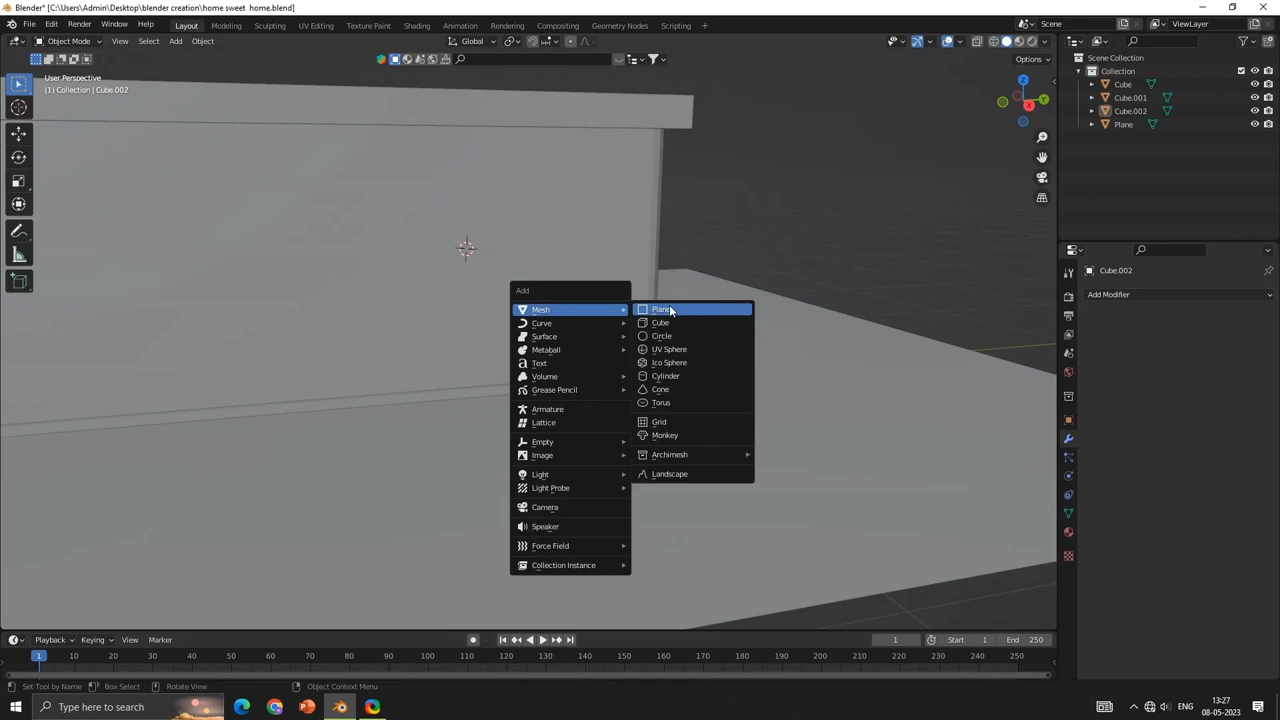 Blender* [C:\Users\Admin\Desktop\blender creation\home sweet  home.blend]
File Edit Render Window Help
Layout Modeling Sculpting UV Editing Texture Paint Shading Animation Rendering Compositing Geometry Nodes Scripting +
Scene
ViewLayer
Object Mode View Select Add Object
Global
Options
User Perspective
(1) Collection | Cube.002
Scene Collection
Collection
Cube
Cube.001
Cube.002
Plane
Z
Y
X
Cube.002
Add Modifier
Add
Mesh
Curve
Surface
Metaball
Text
Volume
Grease Pencil
Armature
Lattice
Empty
Image
Light
Light Probe
Camera
Speaker
Force Field
Collection Instance
Plane
Cube
Circle
UV Sphere
Ico Sphere
Cylinder
Cone
Torus
Grid
Monkey
Archimesh
Landscape
Playback Keying View Marker
1 Start 1 End 250
1 10 20 30 40 50 60 70 80 90 100 110 120 130 140 150 160 170 180 190 200 210 220 230 240 250
Set Tool by Name Box Select Rotate View Object Context Menu
Type here to search
ENG
13:27
08-05-2023